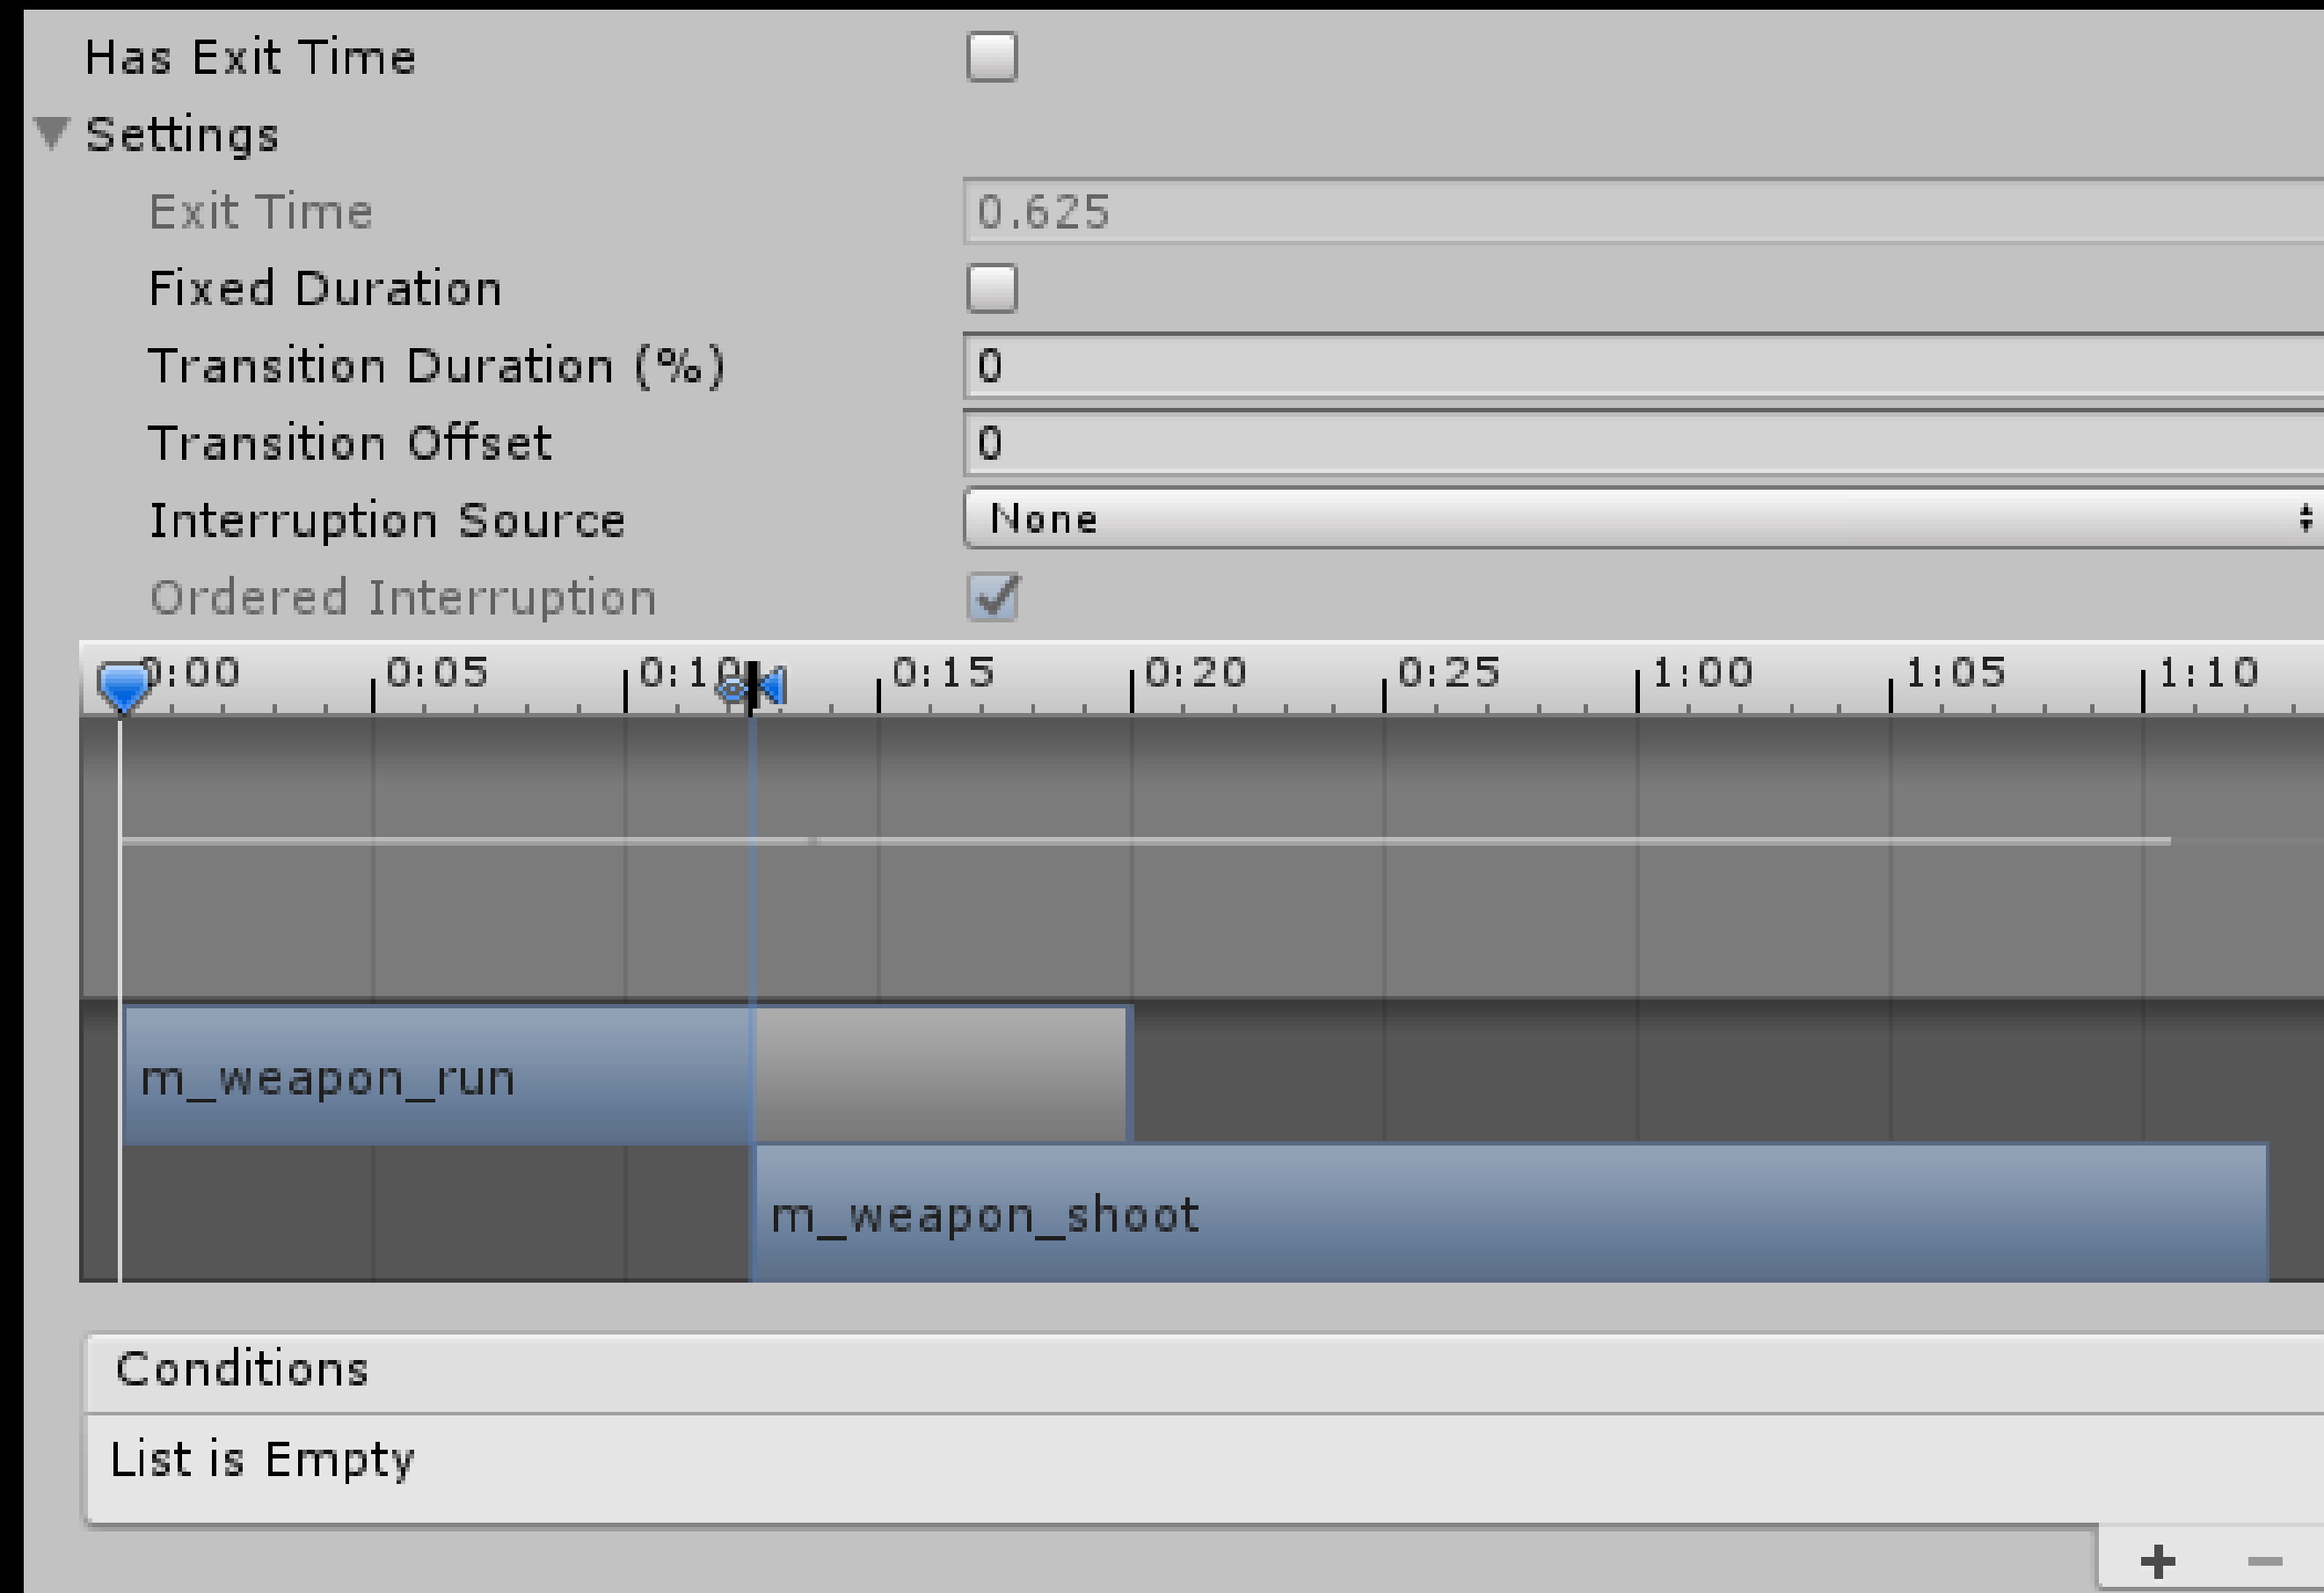 Has Exit Time
Settings
Exit Time 0.625
Fixed Duration
Transition Duration (%) 0
Transition Offset 0
Interruption Source None
Ordered Interruption
0:00 0:05 0:10 0:15 0:20 0:25 1:00 1:05 1:10
m_weapon_run
m_weapon_shoot
Conditions
List is Empty